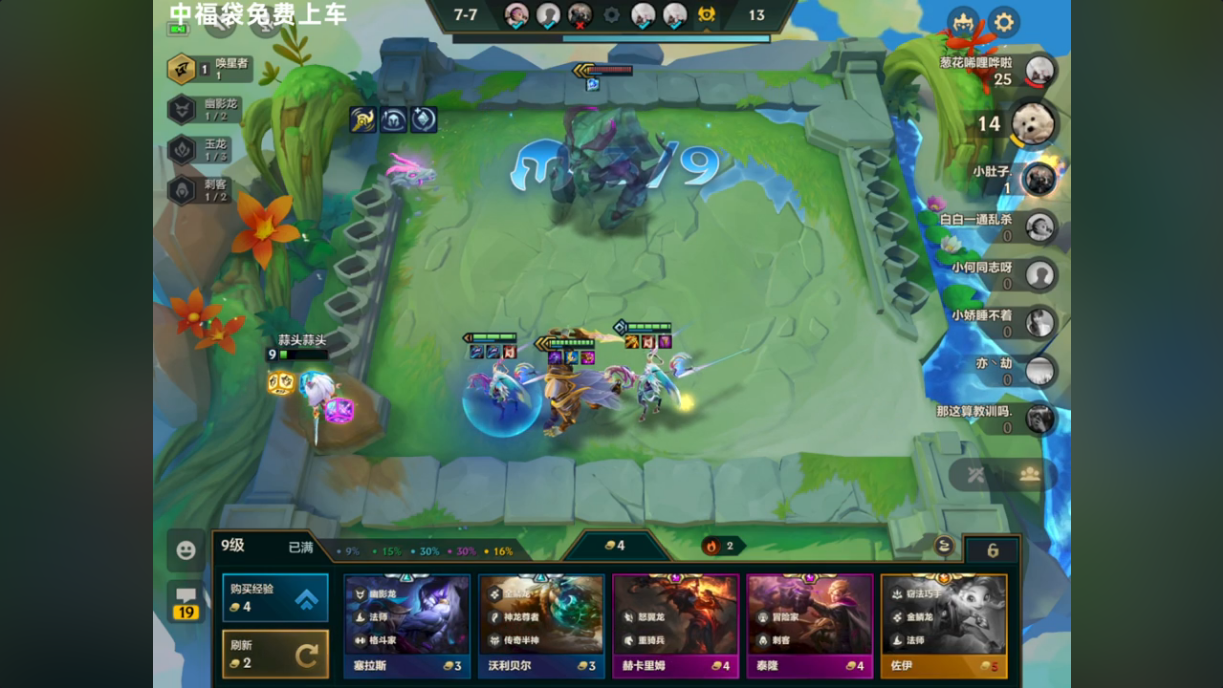 中福袋免费上车
7-7
13
1
唤星者
1
幽影龙
1/2
玉龙
1/3
刺客
1/2
/9
葱花唏哩哗啦
25
14
小肚子.
1
白白一通乱杀
0
小何同志呀
0
小娇睡不着
0
亦丶劫
0
那这算教训吗.
0
蒜头蒜头
9
9级
已满
9%
15%
30%
30%
16%
4
2
6
购买经验
4
刷新
2
19
幽影龙
法师
格斗家
塞拉斯
3
金鳞龙
神龙尊者
传奇半神
沃利贝尔
3
怒翼龙
重骑兵
赫卡里姆
4
冒险家
刺客
泰隆
4
窃法巧手
金鳞龙
法师
佐伊
5